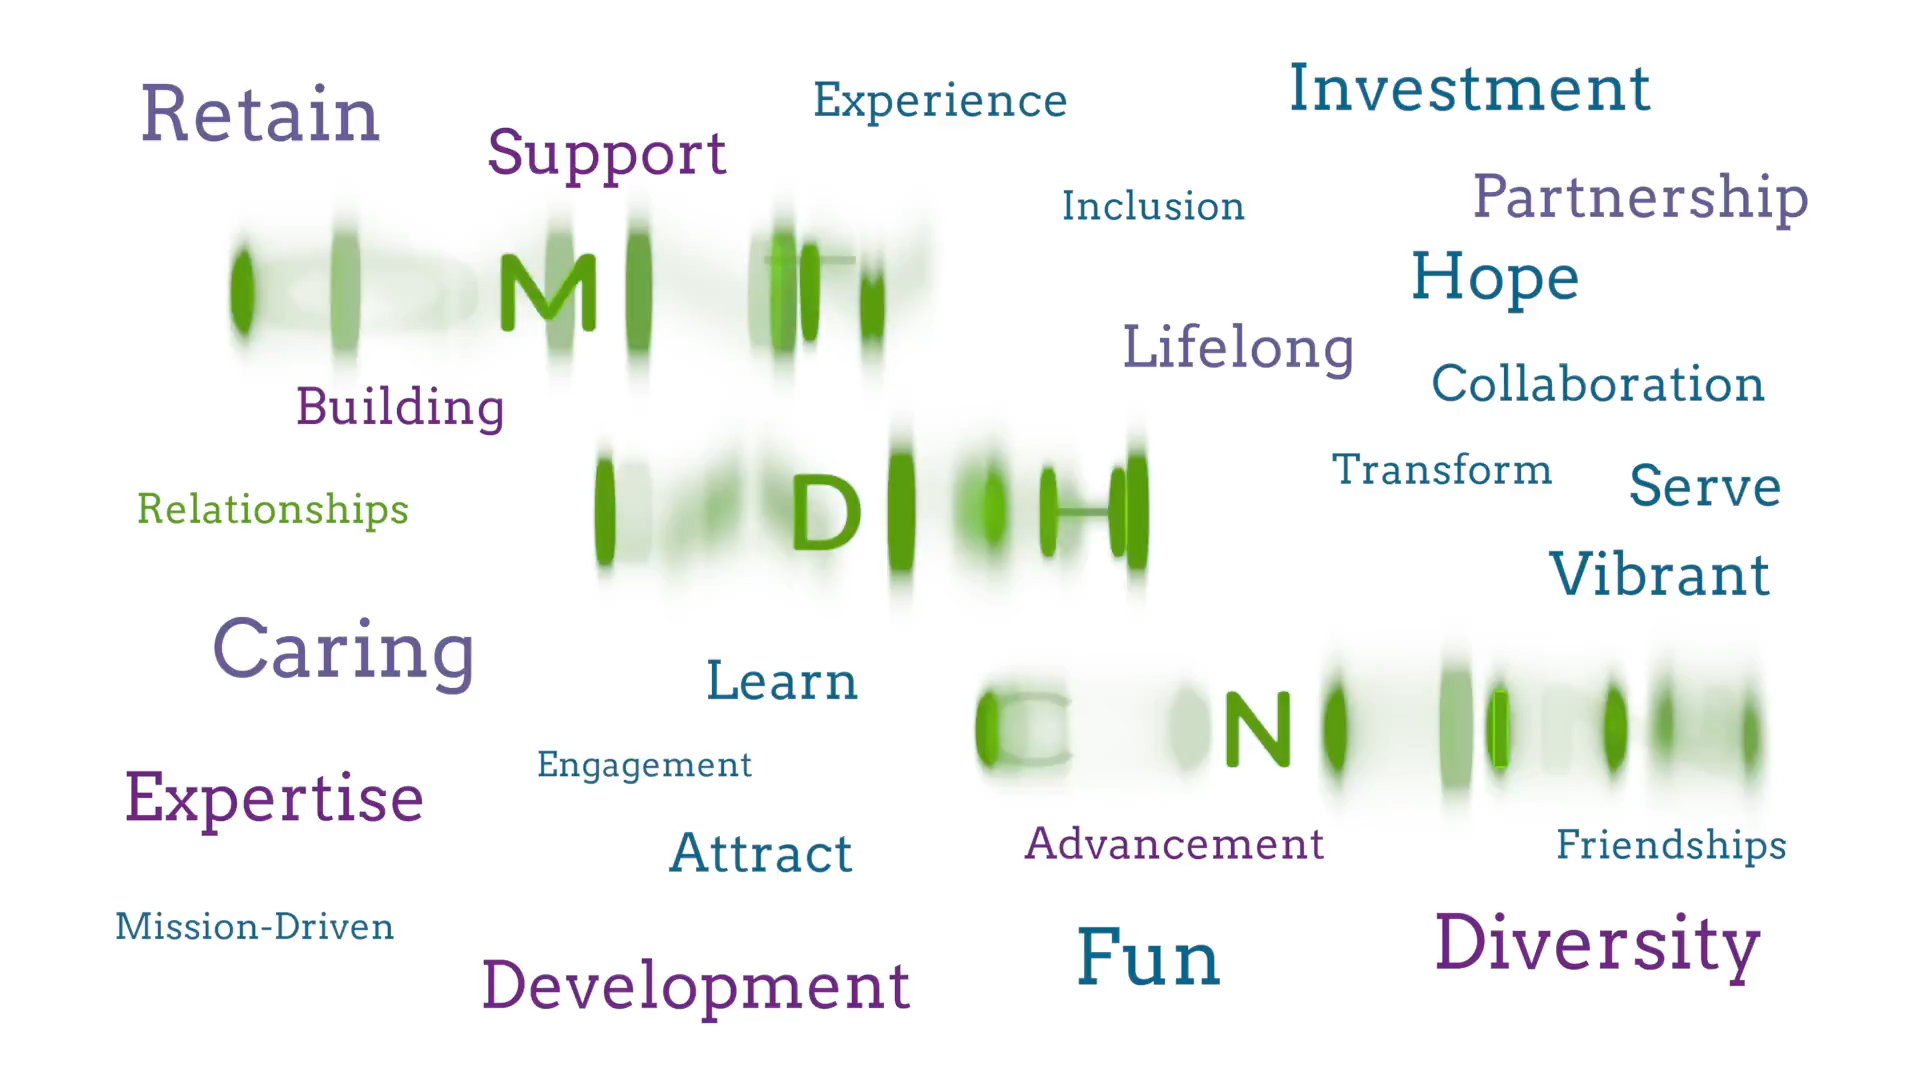 Retain
Support
Experience
Investment
Inclusion
Partnership
Hope
Lifelong
Building
Collaboration
Relationships
Transform
Serve
Vibrant
Caring
Learn
Engagement
Expertise
Attract
Advancement
Friendships
Mission-Driven
Development
Fun
Diversity